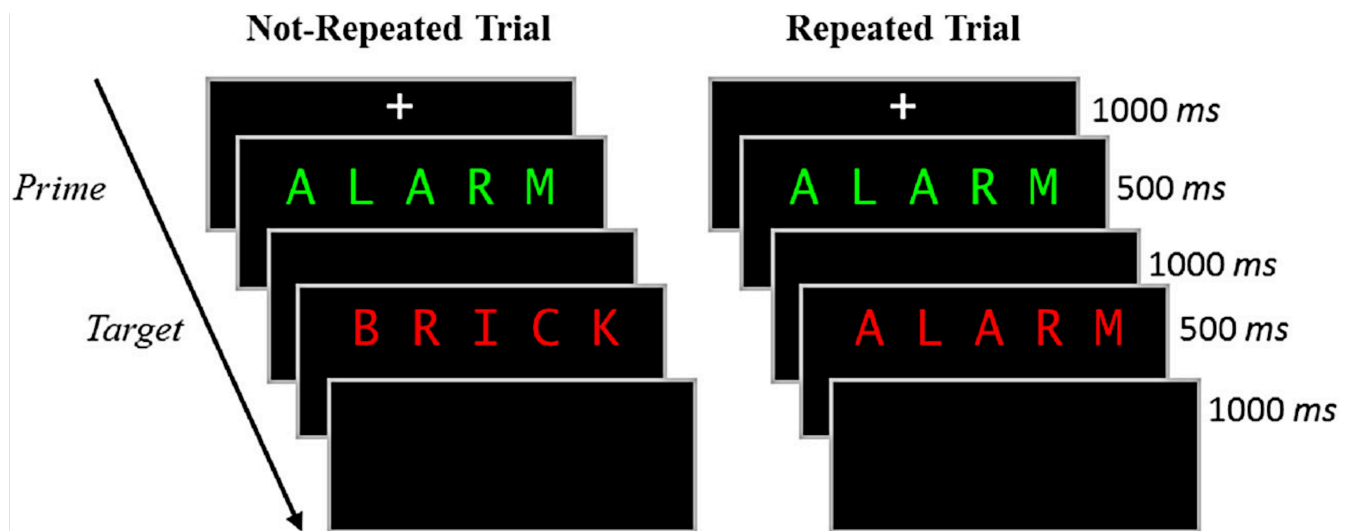 Not-Repeated Trial Repeated Trial
+ + 1000 ms
Prime A L A R M A L A R M 500 ms
1000 ms
Target B R I C K A L A R M 500 ms
1000 ms